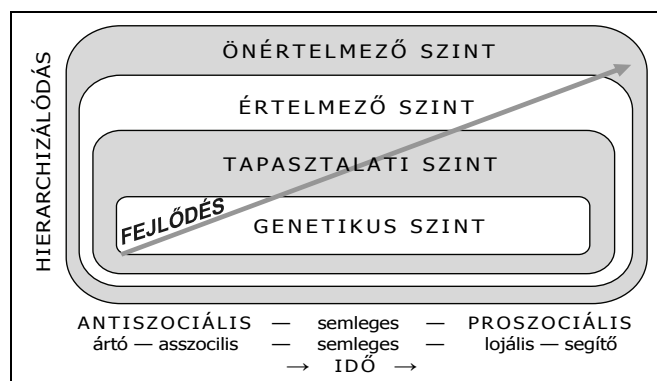 HIERARCHIZÁLÓDÁS
ÖNÉRTELMEZŐ SZINT
ÉRTELMEZŐ SZINT
TAPASZTALATI SZINT
FEJLŐDÉS
GENETIKUS SZINT
ANTISZOCIÁLIS — semleges — PROSZOCIÁLIS
ártó — asszocilis — semleges — lojális — segítő
→ IDŐ →